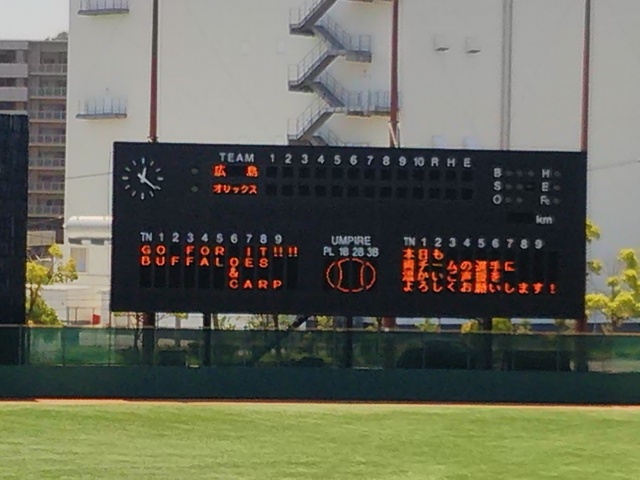 TEAM 1 2 3 4 5 6 7 8 9 10 R H E
広島
オリックス
B H
S E
O Fc
km
TN 1 2 3 4 5 6 7 8 9
GO FOR IT!!!
BUFFALOES
&
CARP
UMPIRE
PL 1B 2B 3B
TN 1 2 3 4 5 6 7 8 9
本日も
両チームの選手に
温かいご声援を
よろしくお願いします!